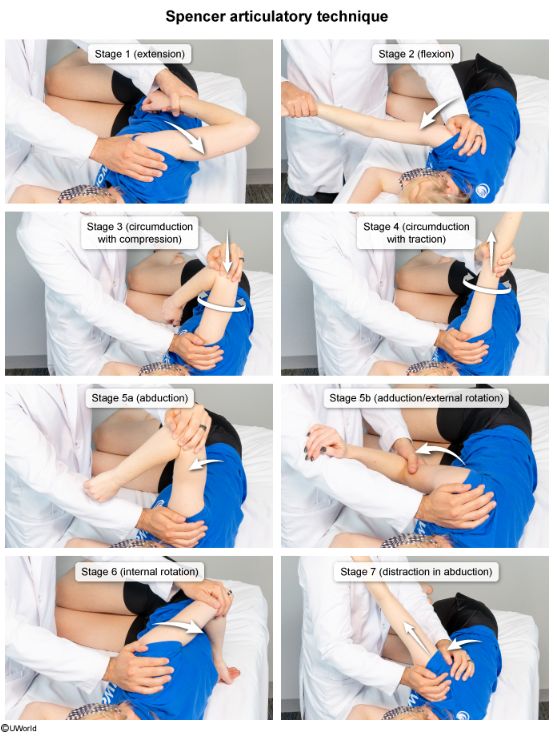 Spencer articulatory technique
Stage 1 (extension)
Stage 2 (flexion)
Stage 3 (circumduction
with compression)
Stage 4 (circumduction
with traction)
Stage 5a (abduction)
Stage 5b (adduction/external rotation)
Stage 6 (internal rotation)
Stage 7 (distraction in abduction)
©UWorld